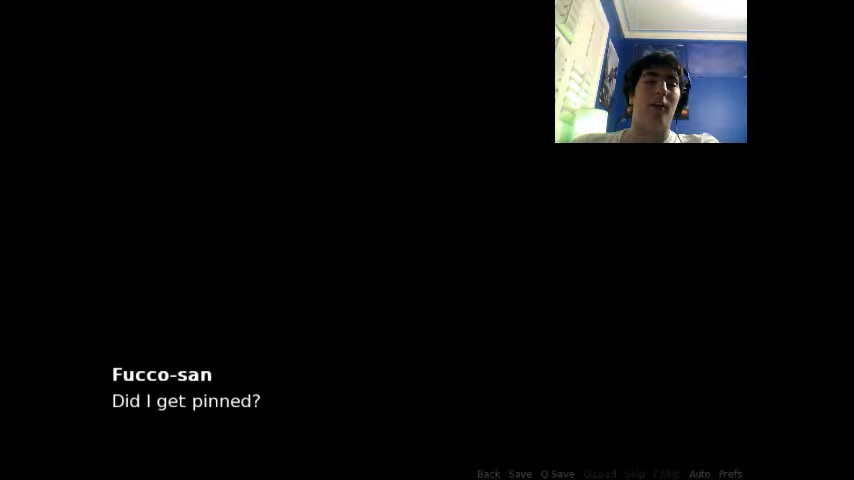 Fucco-san
Did I get pinned?
Back Save Q.Save Q.Load Skip F.Skip Auto Prefs